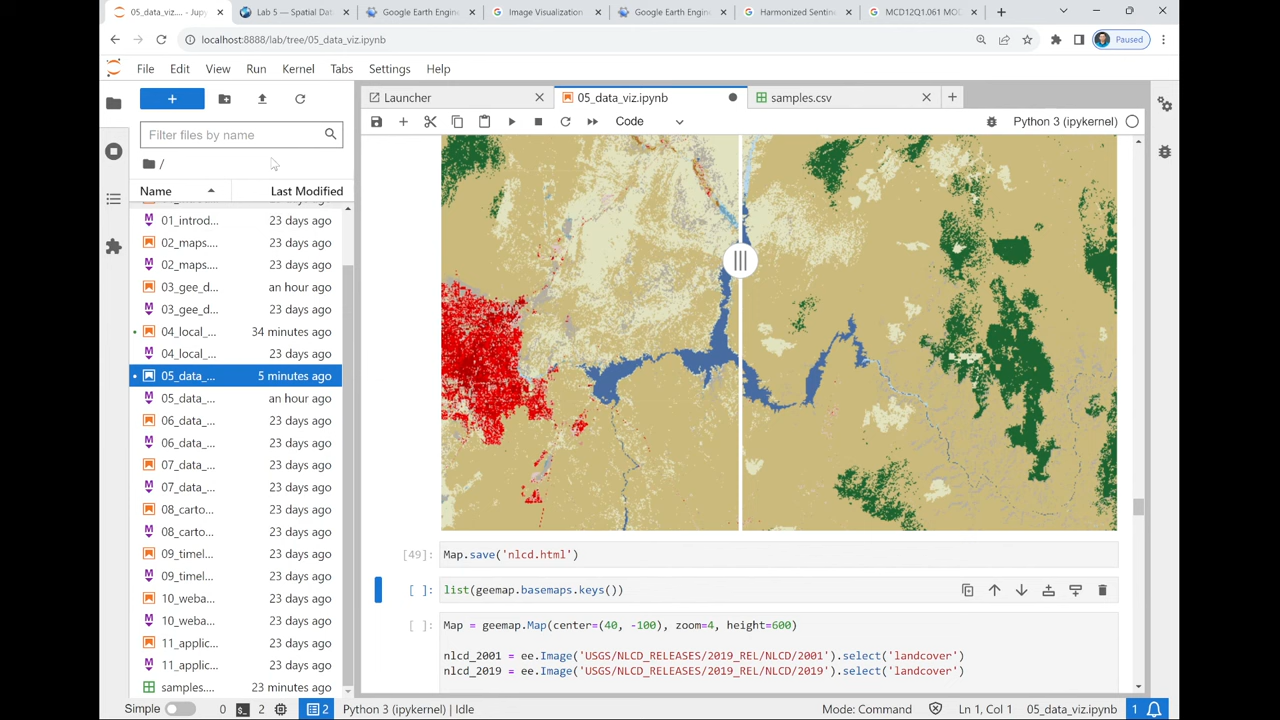 05_data_viz.... - Jupy
Lab 5 — Spatial Dat
Google Earth Engin
Image Visualization
Google Earth Engin
Harmonized Sentin
MCD12Q1.061 MOD
localhost:8888/lab/tree/05_data_viz.ipynb
Paused
File Edit View Run Kernel Tabs Settings Help
Launcher
05_data_viz.ipynb
samples.csv
Filter files by name
Code
Python 3 (ipykernel)
/
Name Last Modified
01_introd... 23 days ago
02_maps.... 23 days ago
02_maps.... 23 days ago
03_gee_d... an hour ago
03_gee_d... 23 days ago
04_local_... 34 minutes ago
04_local_... 23 days ago
05_data_... 5 minutes ago
05_data_... an hour ago
06_data_... 23 days ago
06_data_... 23 days ago
07_data_... 23 days ago
07_data_... 23 days ago
08_carto... 23 days ago
08_carto... 23 days ago
09_timel... 23 days ago
09_timel... 23 days ago
10_weba... 23 days ago
10_weba... 23 days ago
11_applic... 23 days ago
11_applic... 23 days ago
samples.... 23 minutes ago
[49]: Map.save('nlcd.html')
[ ]: list(geemap.basemaps.keys())
[ ]: Map = geemap.Map(center=(40, -100), zoom=4, height=600)
nlcd_2001 = ee.Image('USGS/NLCD_RELEASES/2019_REL/NLCD/2001').select('landcover')
nlcd_2019 = ee.Image('USGS/NLCD_RELEASES/2019_REL/NLCD/2019').select('landcover')
Simple 0 2 2 Python 3 (ipykernel) | Idle Mode: Command Ln 1, Col 1 05_data_viz.ipynb 1